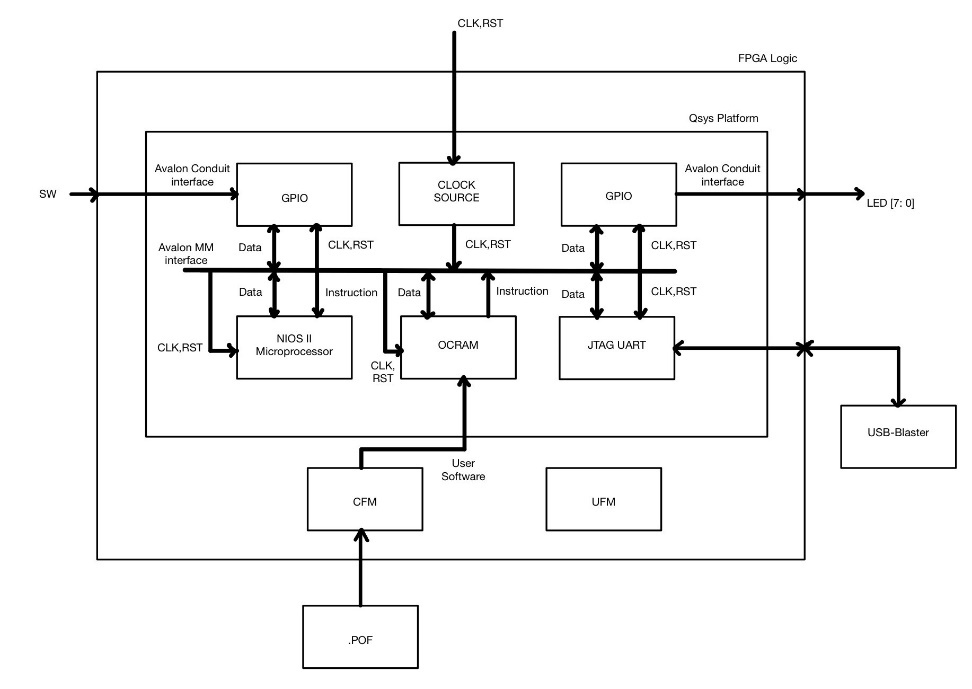 CLK,RST
FPGA Logic
Qsys Platform
SW
Avalon Conduit
interface
GPIO
CLOCK
SOURCE
GPIO
Avalon Conduit
interface
LED [7: 0]
Data
CLK,RST
CLK,RST
Data
CLK,RST
Avalon MM
interface
Data
Instruction
Data
Instruction
Data
CLK,RST
CLK,RST
NIOS II
Microprocessor
CLK,
RST
OCRAM
JTAG UART
USB-Blaster
User
Software
CFM
UFM
.POF